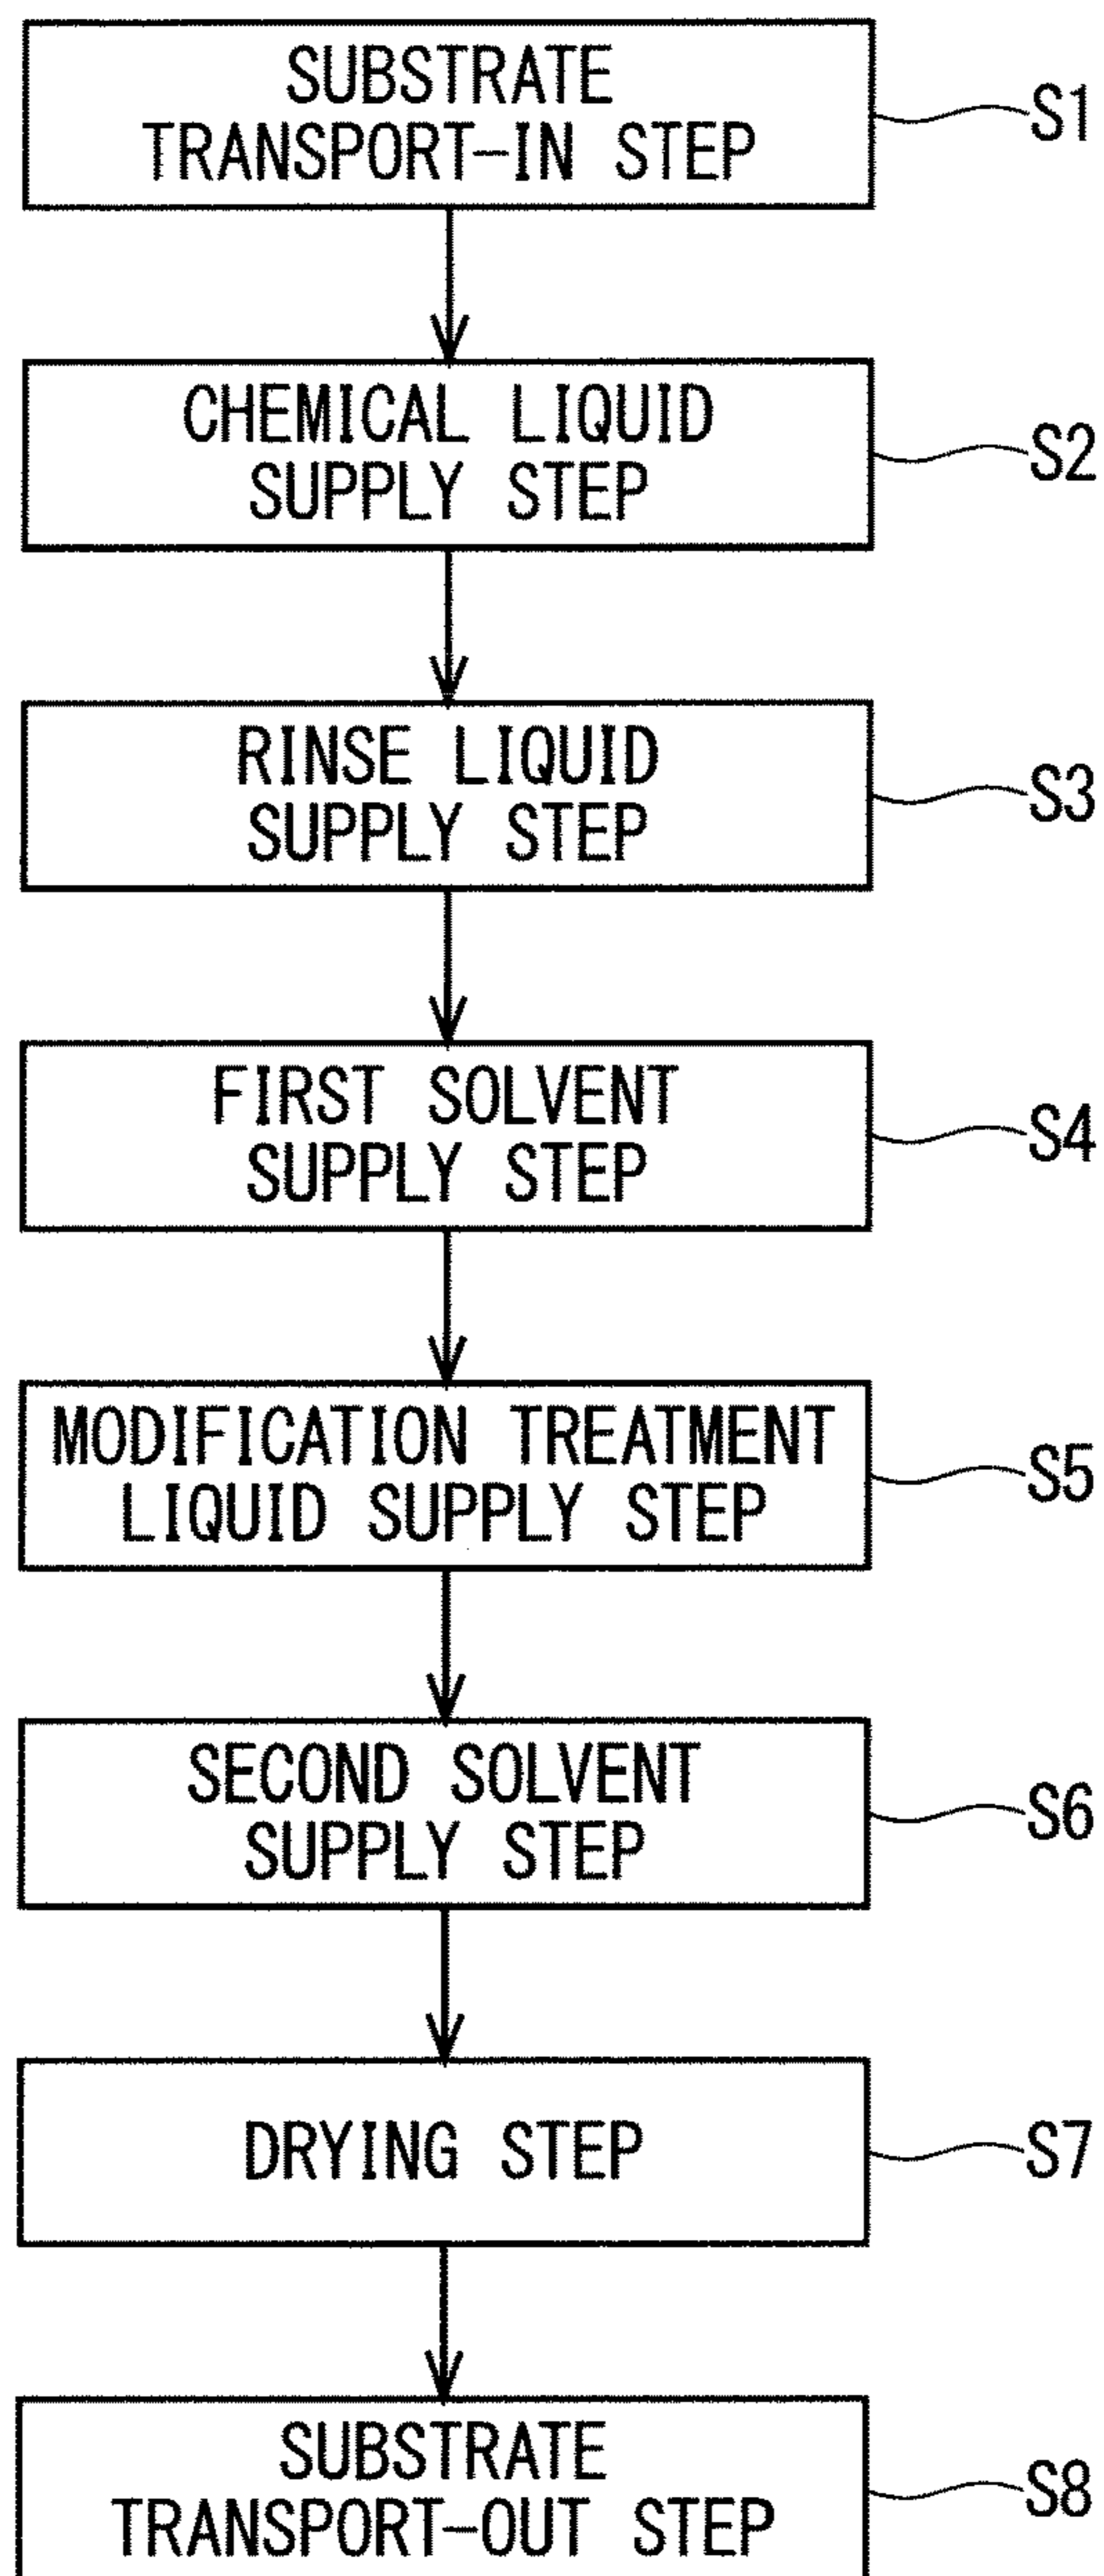 SUBSTRATE
TRANSPORT-IN STEP
S1
CHEMICAL LIQUID
SUPPLY STEP
S2
RINSE LIQUID
SUPPLY STEP
S3
FIRST SOLVENT
SUPPLY STEP
S4
MODIFICATION TREATMENT
LIQUID SUPPLY STEP
S5
SECOND SOLVENT
SUPPLY STEP
S6
DRYING STEP
S7
SUBSTRATE
TRANSPORT-OUT STEP
S8